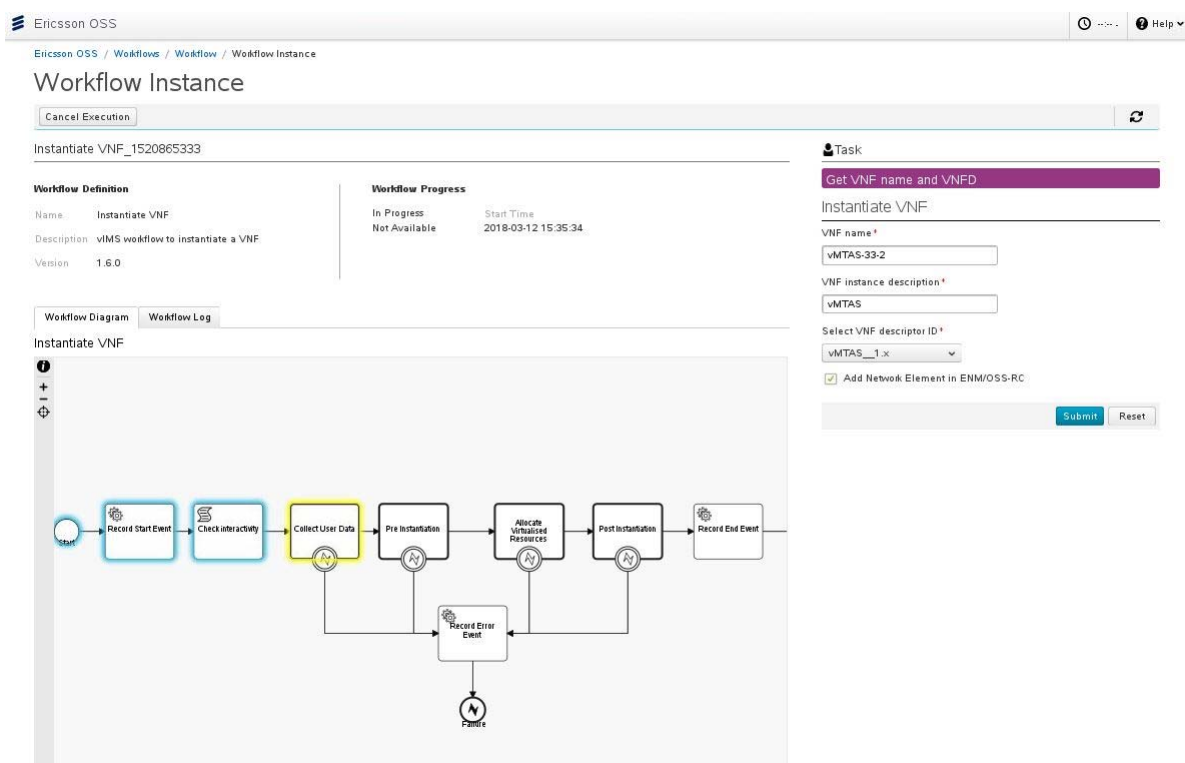 Ericsson OSS
--:-- .
Help
Ericsson OSS / Workflows / Workflow / Workflow Instance
Workflow Instance
Cancel Execution
Instantiate VNF_1520865333
Workflow Definition
Name Instantiate VNF
Description vIMS workflow to instantiate a VNF
Version 1.6.0
Workflow Progress
In Progress Start Time
Not Available 2018-03-12 15:35:34
Workflow Diagram Workflow Log
Instantiate VNF
Start
Record Start Event
Check interactivity
Collect User Data
Pre Instantiation
Allocate
Virtualised
Resources
Post Instantiation
Record End Event
Record Error
Event
Failure
Task
Get VNF name and VNFD
Instantiate VNF
VNF name*
vMTAS-33-2
VNF instance description*
vMTAS
Select VNF descriptor ID*
vMTAS__1.x
Add Network Element in ENM/OSS-RC
Submit Reset